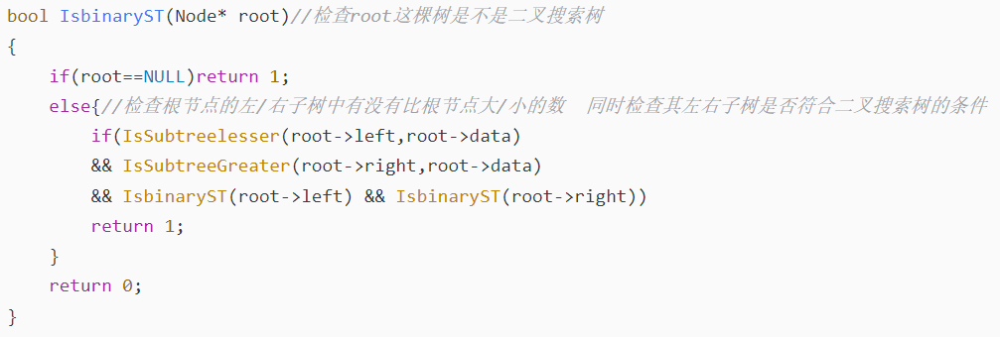 bool IsbinaryST(Node* root)//检查root这棵树是不是二叉搜索树
{
    if(root==NULL)return 1;
    else{//检查根节点的左/右子树中有没有比根节点大/小的数  同时检查其左右子树是否符合二叉搜索树的条件
        if(IsSubtreelesser(root->left,root->data)
        && IsSubtreeGreater(root->right,root->data)
        && IsbinaryST(root->left) && IsbinaryST(root->right))
        return 1;
    }
    return 0;
}